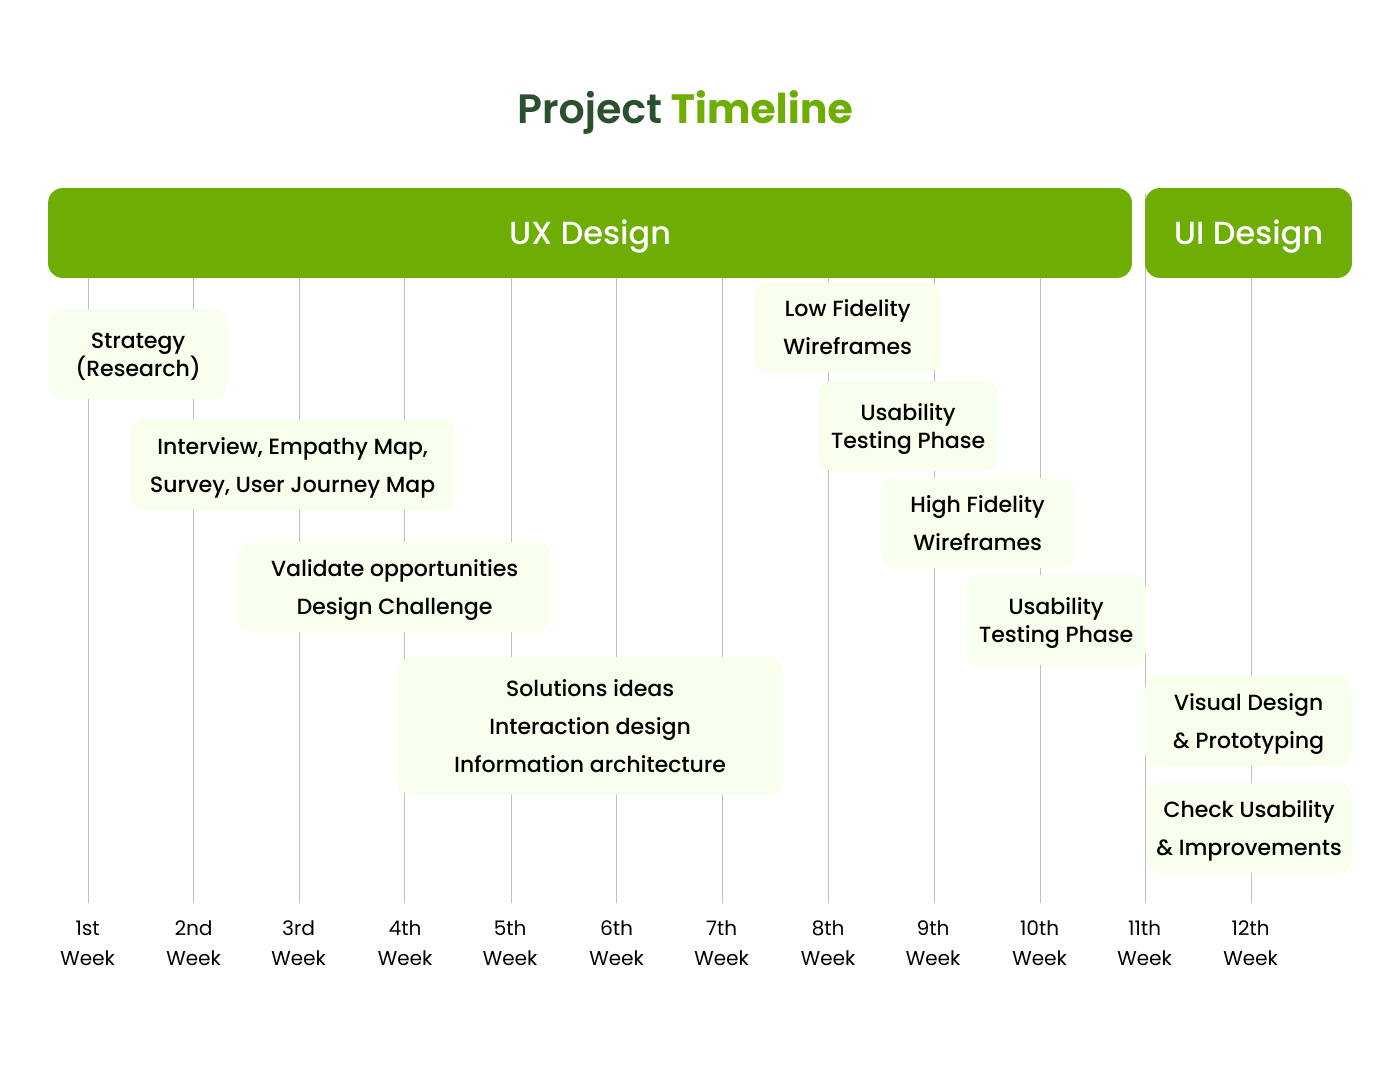 Project Timeline
UX Design
UI Design
Strategy
(Research)
Interview, Empathy Map,
Survey, User Journey Map
Validate opportunities
Design Challenge
Solutions ideas
Interaction design
Information architecture
Low Fidelity
Wireframes
Usability
Testing Phase
High Fidelity
Wireframes
Usability
Testing Phase
Visual Design
& Prototyping
Check Usability
& Improvements
1st
Week
2nd
Week
3rd
Week
4th
Week
5th
Week
6th
Week
7th
Week
8th
Week
9th
Week
10th
Week
11th
Week
12th
Week